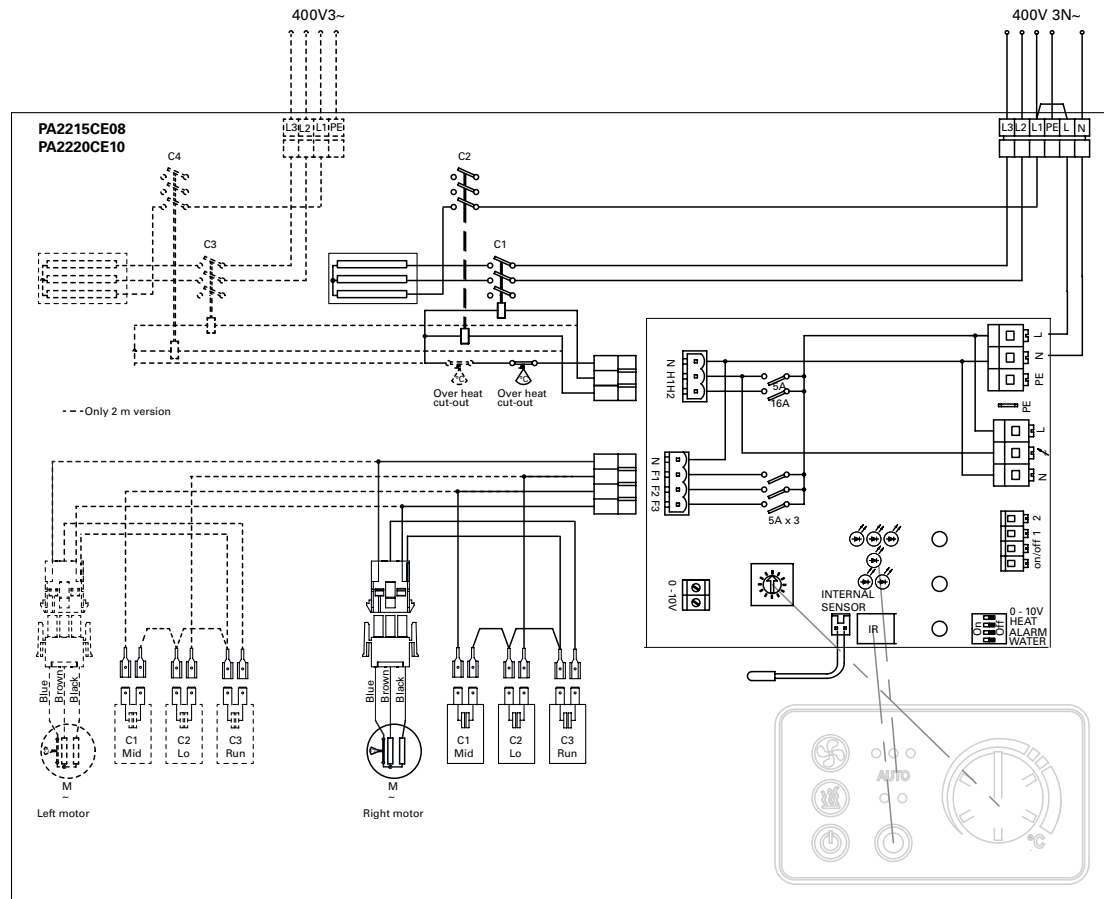 400V3~
400V 3N~
PA2215CE08
PA2220CE10
L3 L2 L1 PE
L3 L2 L1 PE L N
C4
C2
C3
C1
Over heat
cut-out
Over heat
cut-out
---Only 2 m version
N H1 H2
5A
16A
L
N
PE
PE
L
N
N F1 F2 F3
5A x 3
on/off 1 2
0-10V
INTERNAL
SENSOR
IR
On
Off
0 - 10V
HEAT
ALARM
WATER
°C
°C
Blue
Brown
Black
C1
Mid
C2
Lo
C3
Run
M
~
Left motor
Blue
Brown
Black
C1
Mid
C2
Lo
C3
Run
M
~
Right motor
AUTO
°C